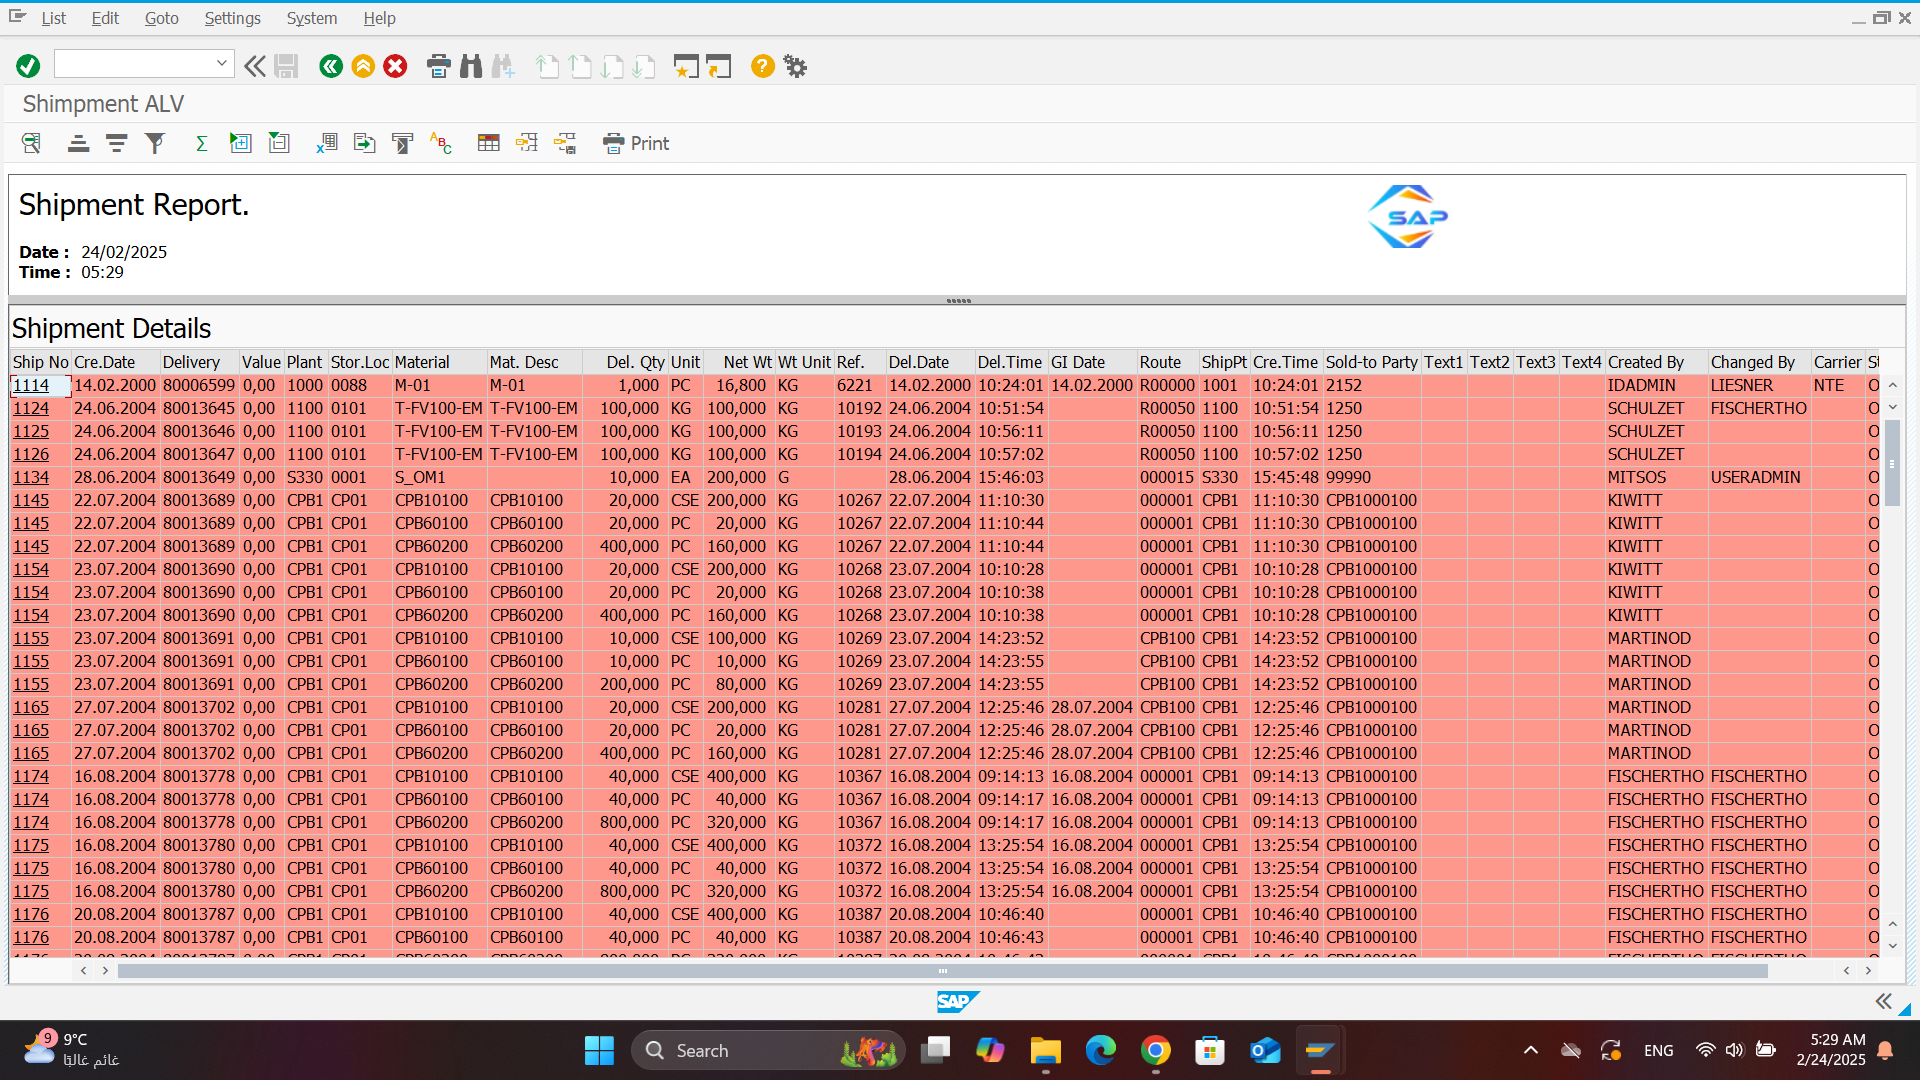 List Edit Goto Settings System Help
Shimpment ALV
Print
Shipment Report.
SAP
Date : 24/02/2025
Time : 05:29
Shipment Details
Ship No Cre.Date Delivery Value Plant Stor.Loc Material Mat. Desc Del. Qty Unit Net Wt Wt Unit Ref. Del.Date Del.Time GI Date Route ShipPt Cre.Time Sold-to Party Text1 Text2 Text3 Text4 Created By Changed By Carrier St
1114 14.02.2000 80006599 0,00 1000 0088 M-01 M-01 1,000 PC 16,800 KG 6221 14.02.2000 10:24:01 14.02.2000 R00000 1001 10:24:01 2152 IDADMIN LIESNER NTE O
1124 24.06.2004 80013645 0,00 1100 0101 T-FV100-EM T-FV100-EM 100,000 KG 100,000 KG 10192 24.06.2004 10:51:54 R00050 1100 10:51:54 1250 SCHULZET FISCHERTHO O
1125 24.06.2004 80013646 0,00 1100 0101 T-FV100-EM T-FV100-EM 100,000 KG 100,000 KG 10193 24.06.2004 10:56:11 R00050 1100 10:56:11 1250 SCHULZET O
1126 24.06.2004 80013647 0,00 1100 0101 T-FV100-EM T-FV100-EM 100,000 KG 100,000 KG 10194 24.06.2004 10:57:02 R00050 1100 10:57:02 1250 SCHULZET O
1134 28.06.2004 80013649 0,00 S330 0001 S_OM1 10,000 EA 200,000 G 28.06.2004 15:46:03 000015 S330 15:45:48 99990 MITSOS USERADMIN O
1145 22.07.2004 80013689 0,00 CPB1 CP01 CPB10100 CPB10100 20,000 CSE 200,000 KG 10267 22.07.2004 11:10:30 000001 CPB1 11:10:30 CPB1000100 KIWITT O
1145 22.07.2004 80013689 0,00 CPB1 CP01 CPB60100 CPB60100 20,000 PC 20,000 KG 10267 22.07.2004 11:10:44 000001 CPB1 11:10:30 CPB1000100 KIWITT O
1145 22.07.2004 80013689 0,00 CPB1 CP01 CPB60200 CPB60200 400,000 PC 160,000 KG 10267 22.07.2004 11:10:44 000001 CPB1 11:10:30 CPB1000100 KIWITT O
1154 23.07.2004 80013690 0,00 CPB1 CP01 CPB10100 CPB10100 20,000 CSE 200,000 KG 10268 23.07.2004 10:10:28 000001 CPB1 10:10:28 CPB1000100 KIWITT O
1154 23.07.2004 80013690 0,00 CPB1 CP01 CPB60100 CPB60100 20,000 PC 20,000 KG 10268 23.07.2004 10:10:38 000001 CPB1 10:10:28 CPB1000100 KIWITT O
1154 23.07.2004 80013690 0,00 CPB1 CP01 CPB60200 CPB60200 400,000 PC 160,000 KG 10268 23.07.2004 10:10:38 000001 CPB1 10:10:28 CPB1000100 KIWITT O
1155 23.07.2004 80013691 0,00 CPB1 CP01 CPB10100 CPB10100 10,000 CSE 100,000 KG 10269 23.07.2004 14:23:52 CPB100 CPB1 14:23:52 CPB1000100 MARTINOD O
1155 23.07.2004 80013691 0,00 CPB1 CP01 CPB60100 CPB60100 10,000 PC 10,000 KG 10269 23.07.2004 14:23:55 CPB100 CPB1 14:23:52 CPB1000100 MARTINOD O
1155 23.07.2004 80013691 0,00 CPB1 CP01 CPB60200 CPB60200 200,000 PC 80,000 KG 10269 23.07.2004 14:23:55 CPB100 CPB1 14:23:52 CPB1000100 MARTINOD O
1165 27.07.2004 80013702 0,00 CPB1 CP01 CPB10100 CPB10100 20,000 CSE 200,000 KG 10281 27.07.2004 12:25:46 28.07.2004 CPB100 CPB1 12:25:46 CPB1000100 MARTINOD O
1165 27.07.2004 80013702 0,00 CPB1 CP01 CPB60100 CPB60100 20,000 PC 20,000 KG 10281 27.07.2004 12:25:46 28.07.2004 CPB100 CPB1 12:25:46 CPB1000100 MARTINOD O
1165 27.07.2004 80013702 0,00 CPB1 CP01 CPB60200 CPB60200 400,000 PC 160,000 KG 10281 27.07.2004 12:25:46 28.07.2004 CPB100 CPB1 12:25:46 CPB1000100 MARTINOD O
1174 16.08.2004 80013778 0,00 CPB1 CP01 CPB10100 CPB10100 40,000 CSE 400,000 KG 10367 16.08.2004 09:14:13 16.08.2004 000001 CPB1 09:14:13 CPB1000100 FISCHERTHO FISCHERTHO O
1174 16.08.2004 80013778 0,00 CPB1 CP01 CPB60100 CPB60100 40,000 PC 40,000 KG 10367 16.08.2004 09:14:17 16.08.2004 000001 CPB1 09:14:13 CPB1000100 FISCHERTHO FISCHERTHO O
1174 16.08.2004 80013778 0,00 CPB1 CP01 CPB60200 CPB60200 800,000 PC 320,000 KG 10367 16.08.2004 09:14:17 16.08.2004 000001 CPB1 09:14:13 CPB1000100 FISCHERTHO FISCHERTHO O
1175 16.08.2004 80013780 0,00 CPB1 CP01 CPB10100 CPB10100 40,000 CSE 400,000 KG 10372 16.08.2004 13:25:54 16.08.2004 000001 CPB1 13:25:54 CPB1000100 FISCHERTHO FISCHERTHO O
1175 16.08.2004 80013780 0,00 CPB1 CP01 CPB60100 CPB60100 40,000 PC 40,000 KG 10372 16.08.2004 13:25:54 16.08.2004 000001 CPB1 13:25:54 CPB1000100 FISCHERTHO FISCHERTHO O
1175 16.08.2004 80013780 0,00 CPB1 CP01 CPB60200 CPB60200 800,000 PC 320,000 KG 10372 16.08.2004 13:25:54 16.08.2004 000001 CPB1 13:25:54 CPB1000100 FISCHERTHO FISCHERTHO O
1176 20.08.2004 80013787 0,00 CPB1 CP01 CPB10100 CPB10100 40,000 CSE 400,000 KG 10387 20.08.2004 10:46:40 000001 CPB1 10:46:40 CPB1000100 FISCHERTHO FISCHERTHO O
1176 20.08.2004 80013787 0,00 CPB1 CP01 CPB60100 CPB60100 40,000 PC 40,000 KG 10387 20.08.2004 10:46:43 000001 CPB1 10:46:40 CPB1000100 FISCHERTHO FISCHERTHO O
SAP
9
9°C
غائم غالبًا
Search
ENG
5:29 AM
2/24/2025